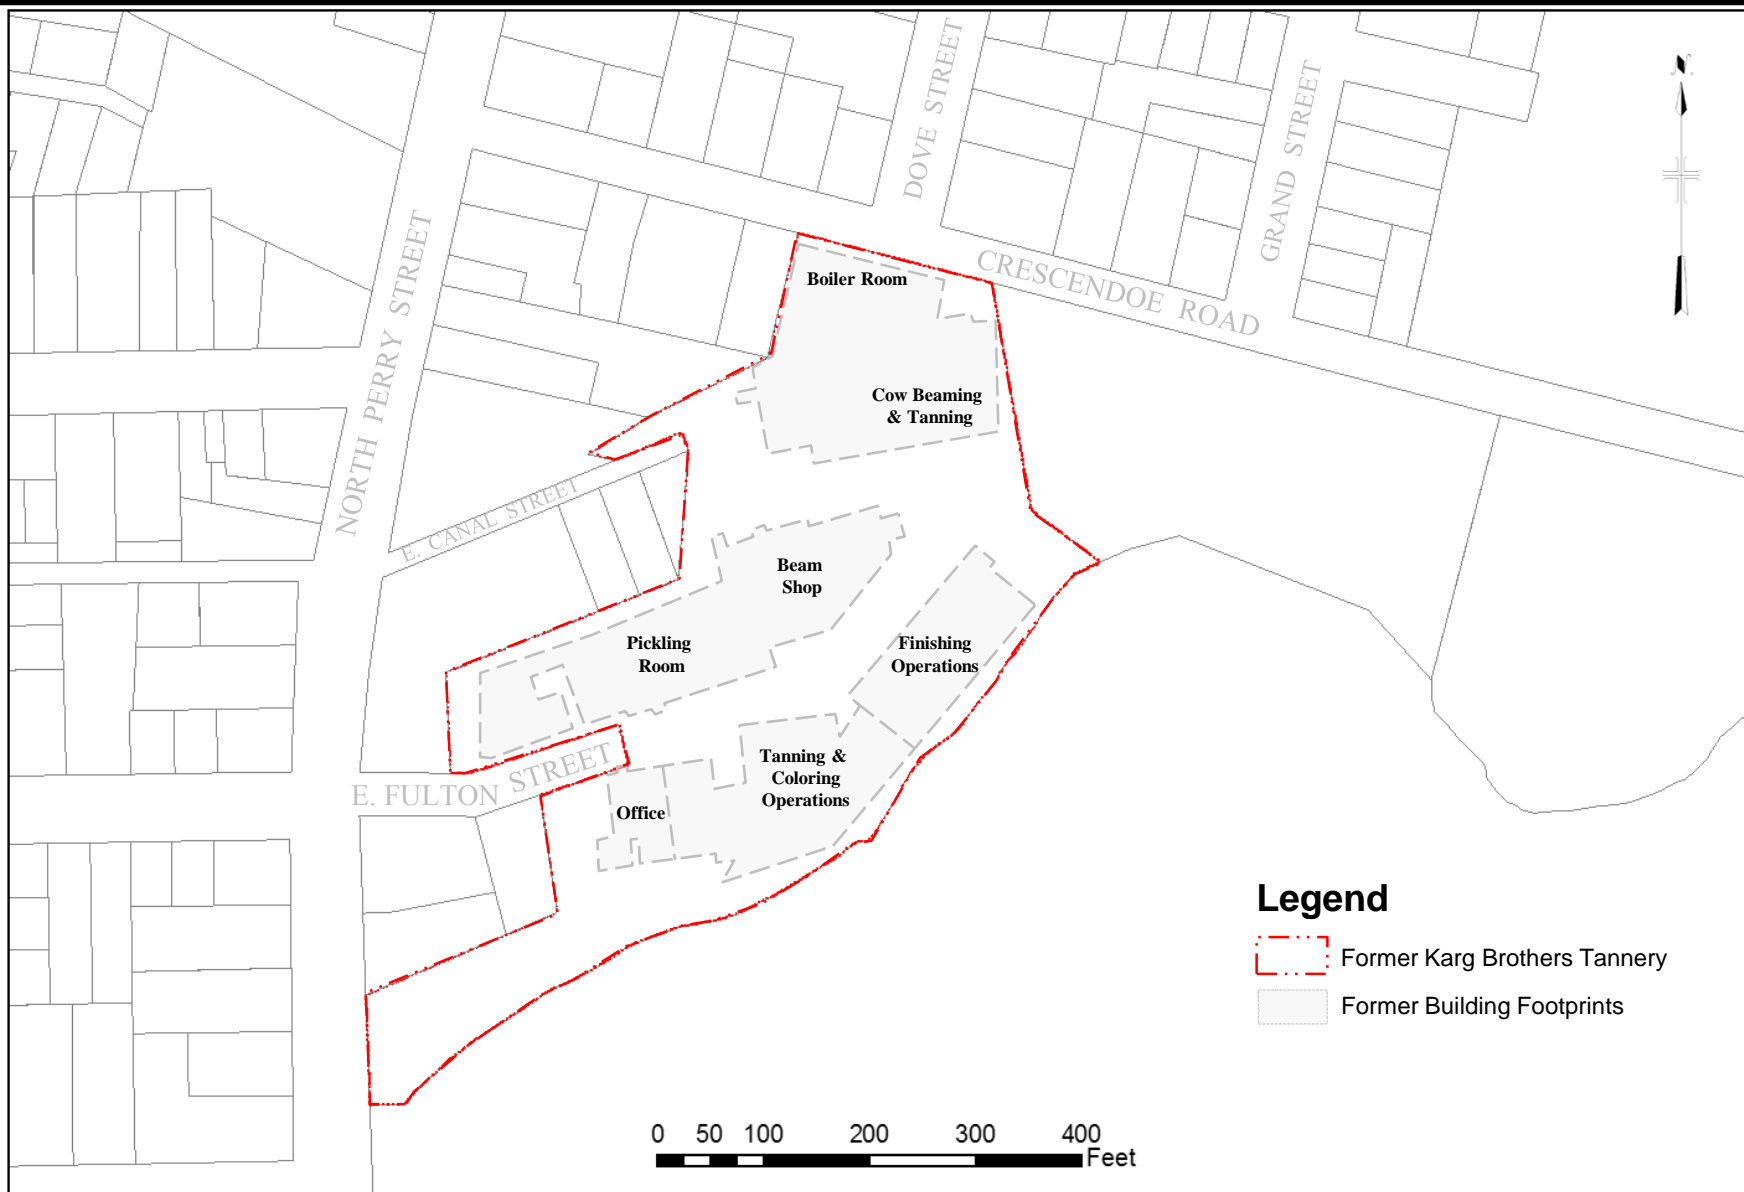 DOVE STREET
GRAND STREET
N.
NORTH PERRY STREET
CRESCENDOE ROAD
Boiler Room
Cow Beaming
& Tanning
E. CANAL STREET
Beam
Shop
Pickling
Room
Finishing
Operations
E. FULTON STREET
Tanning &
Coloring
Operations
Office
Legend
Former Karg Brothers Tannery
Former Building Footprints
0 50 100 200 300 400
Feet